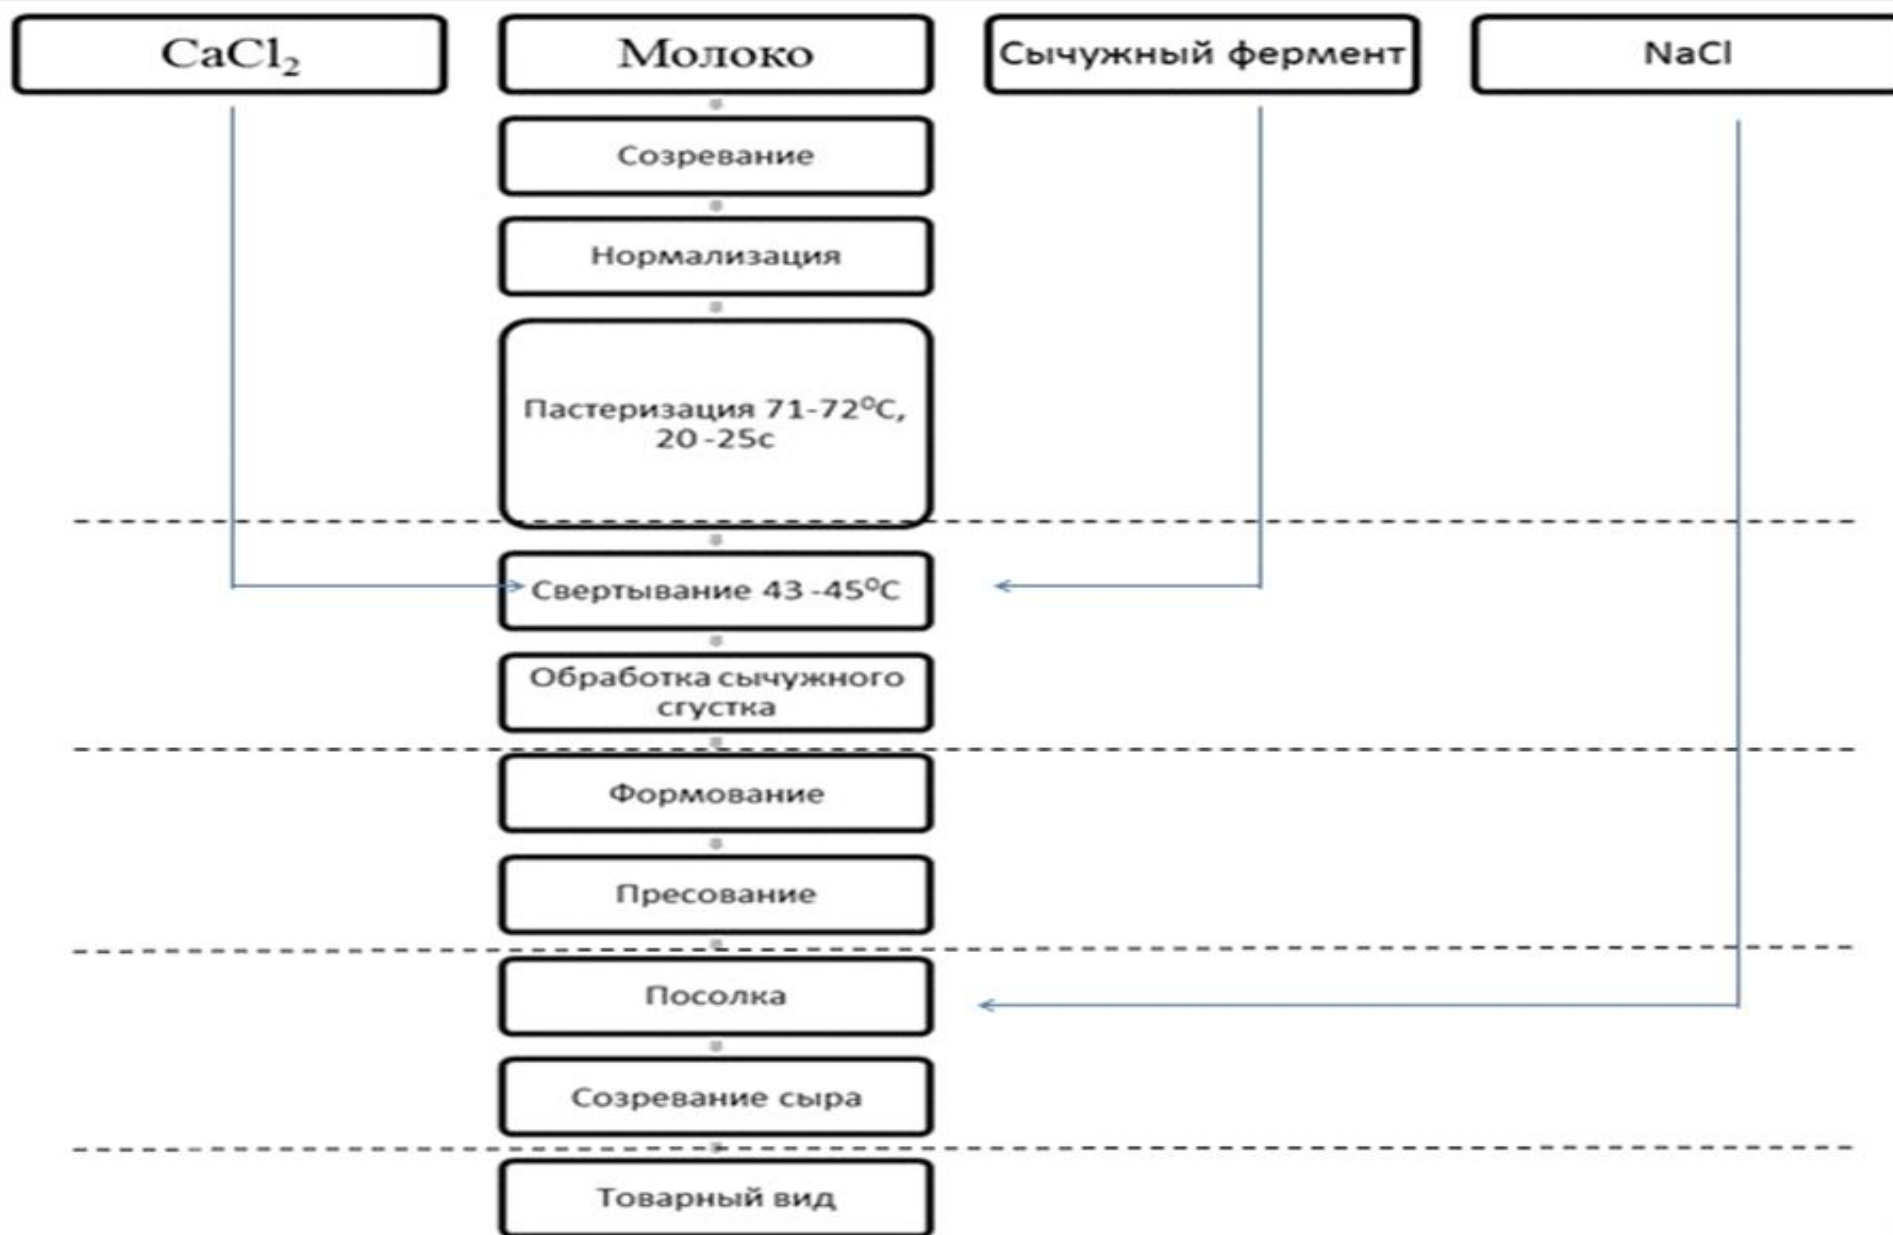 CaCl₂
Молоко
Сычужный фермент
NaCl
Созревание
Нормализация
Пастеризация 71-72⁰С,
20 -25с
Свертывание 43 -45⁰С
Обработка сычужного
сгустка
Формование
Пресование
Посолка
Созревание сыра
Товарный вид